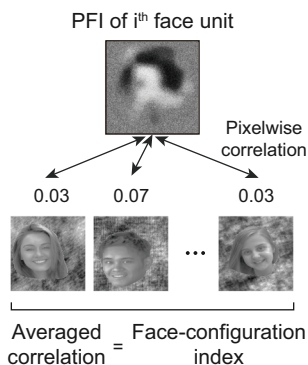 PFI of iᵗʰ face unit
Pixelwise
correlation
0.03 0.07 0.03
...
Averaged correlation = Face-configuration index